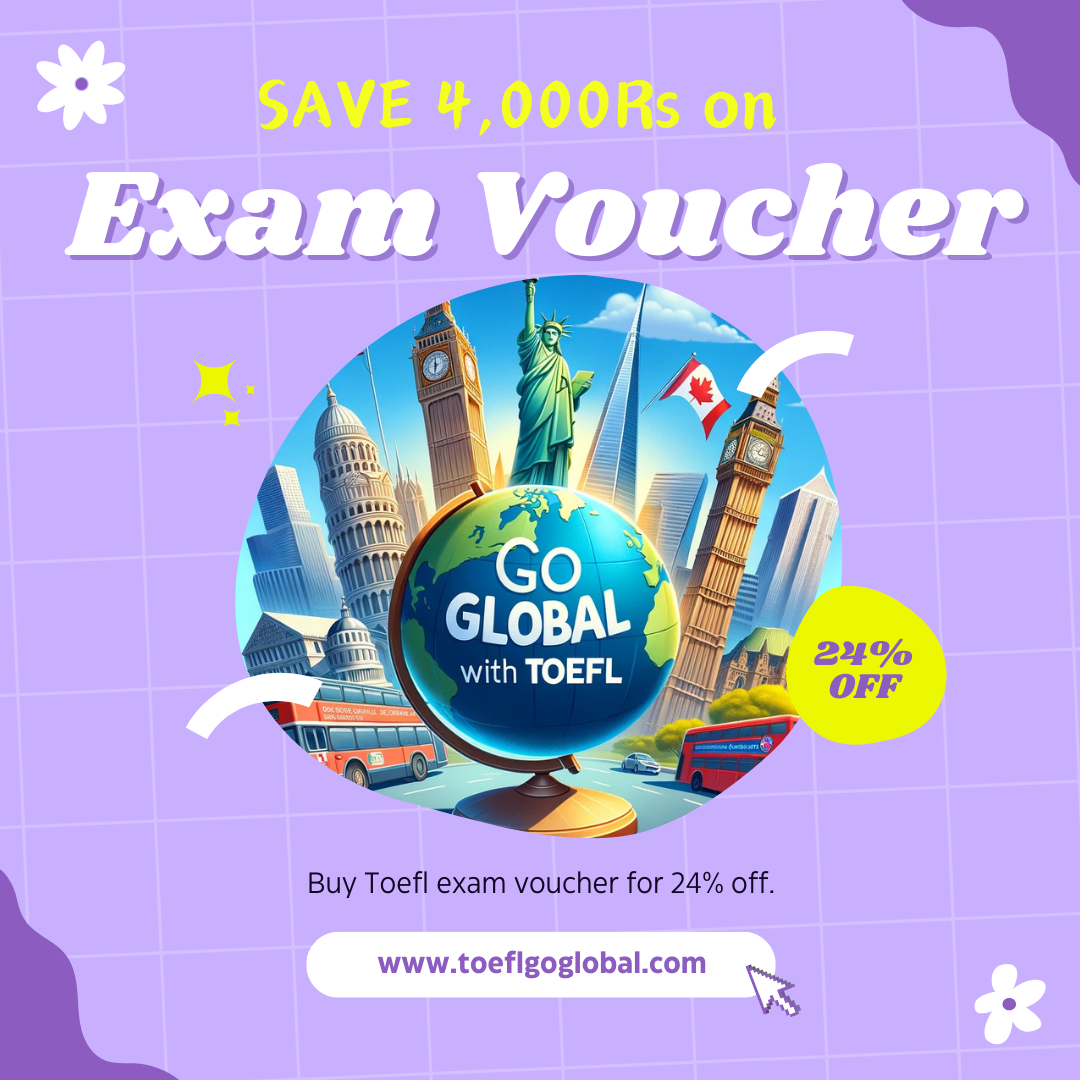 SAVE 4,000Rs on
Exam Voucher
GO
GLOBAL
with TOEFL
24%
OFF
Buy Toefl exam voucher for 24% off.
www.toeflgoglobal.com